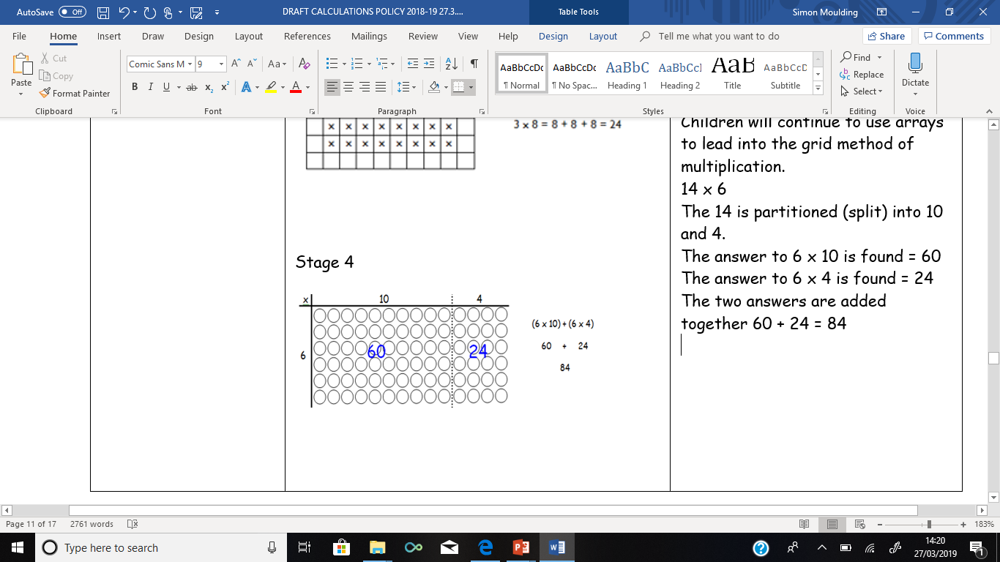 AutoSave Off DRAFT CALCULATIONS POLICY 2018-19 27.3.... Table Tools Simon Moulding
File Home Insert Draw Design Layout References Mailings Review View Help Design Layout Tell me what you want to do Share Comments
Paste Cut Copy Format Painter
Clipboard
Comic Sans M 9 Aa
B I U ab x₂ x² A A
Font
Paragraph
AaBbCcDc AaBbCcDc AaBbC AaBbCcI AaB AaBbCcD
¶ Normal ¶ No Spac... Heading 1 Heading 2 Title Subtitle
Styles
Find
Replace
Select
Editing
Dictate
Voice
x x x x x x x x
x x x x x x x x
3 x 8 = 8 + 8 + 8 = 24
Stage 4
x 10 4
6 60 24
(6 x 10) + (6 x 4)
60 + 24
84
Children will continue to use arrays
to lead into the grid method of
multiplication.
14 x 6
The 14 is partitioned (split) into 10
and 4.
The answer to 6 x 10 is found = 60
The answer to 6 x 4 is found = 24
The two answers are added
together 60 + 24 = 84
Page 11 of 17 2761 words 183%
Type here to search 14:20
27/03/2019 1